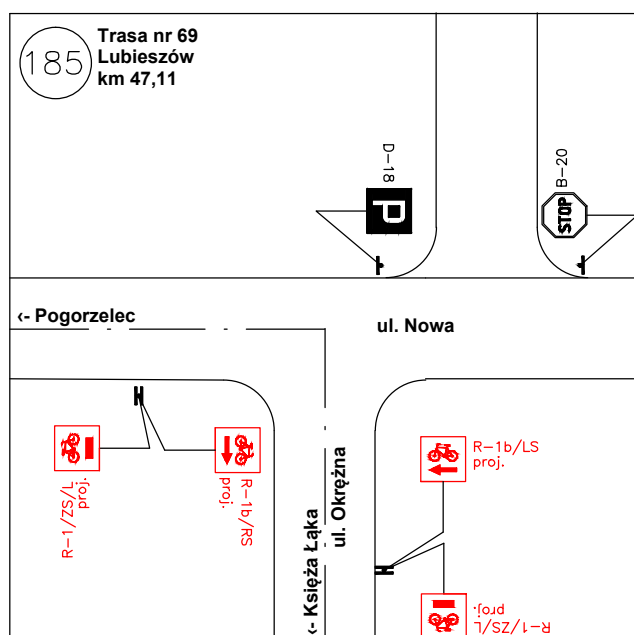 185
Trasa nr 69
Lubieszów
km 47,11
D-18
P
B-20
STOP
‹- Pogorzelec
ul. Nowa
R-1/ZS/L
proj.
R-1b/RS
proj.
‹- Księża Łąka
ul. Okrężna
R-1b/LS
proj.
R-1/ZS/L
proj.